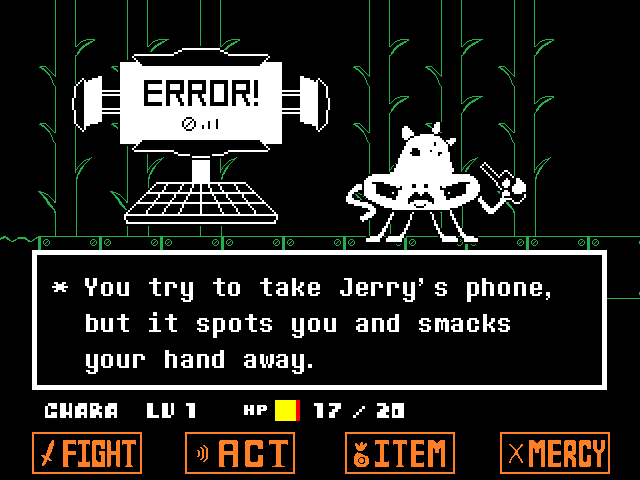 ERROR!
* You try to take Jerry's phone,
but it spots you and smacks
your hand away.
CHARA LV 1 HP 17 / 20
FIGHT ACT ITEM MERCY